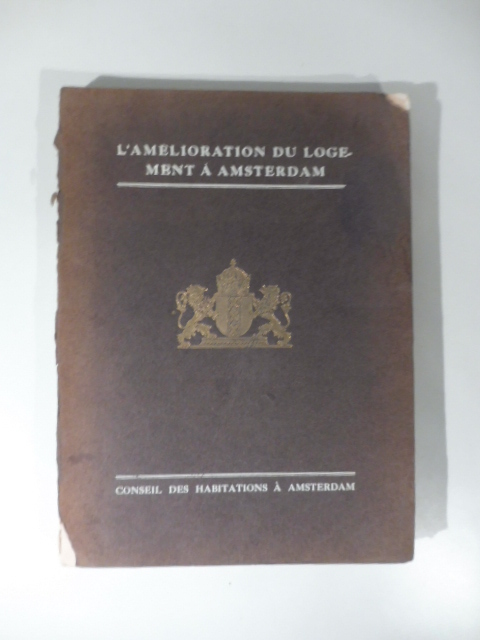 L'AMELIORATION DU LOGE-
MENT À AMSTERDAM
CONSEIL DES HABITATIONS À AMSTERDAM